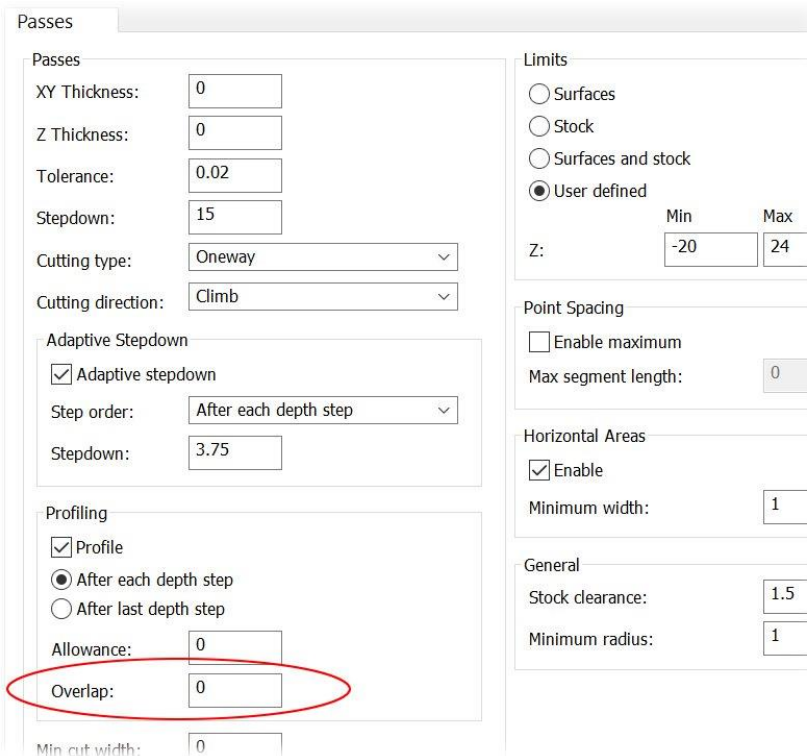 Passes
Passes
XY Thickness: 0
Z Thickness: 0
Tolerance: 0.02
Stepdown: 15
Cutting type: Oneway
Cutting direction: Climb
Adaptive Stepdown
Adaptive stepdown
Step order: After each depth step
Stepdown: 3.75
Profiling
Profile
After each depth step
After last depth step
Allowance: 0
Overlap: 0
Min cut width: 0
Limits
Surfaces
Stock
Surfaces and stock
User defined
Min Max
Z: -20 24
Point Spacing
Enable maximum
Max segment length: 0
Horizontal Areas
Enable
Minimum width: 1
General
Stock clearance: 1.5
Minimum radius: 1